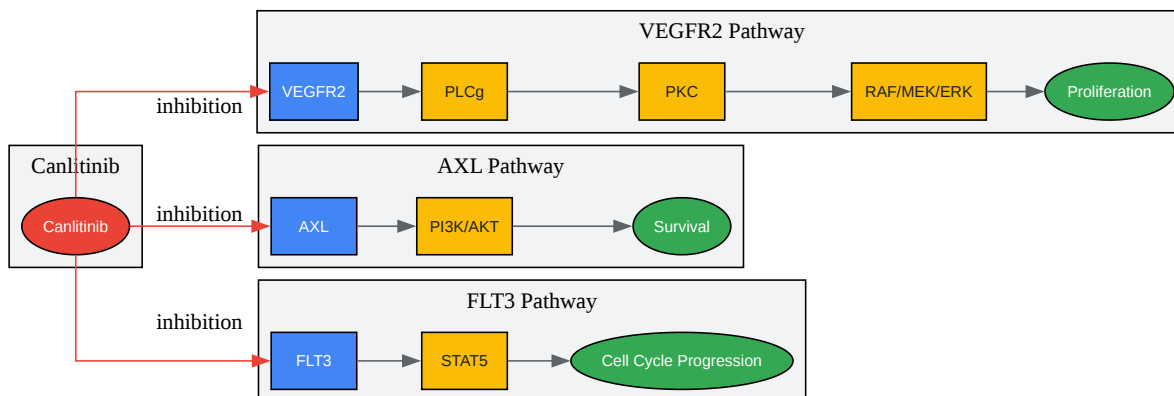 VEGFR2 Pathway
VEGFR2
PLCg
PKC
RAF/MEK/ERK
Proliferation
inhibition
Canlitinib
Canlitinib
AXL Pathway
inhibition
AXL
PI3K/AKT
Survival
FLT3 Pathway
inhibition
FLT3
STAT5
Cell Cycle Progression